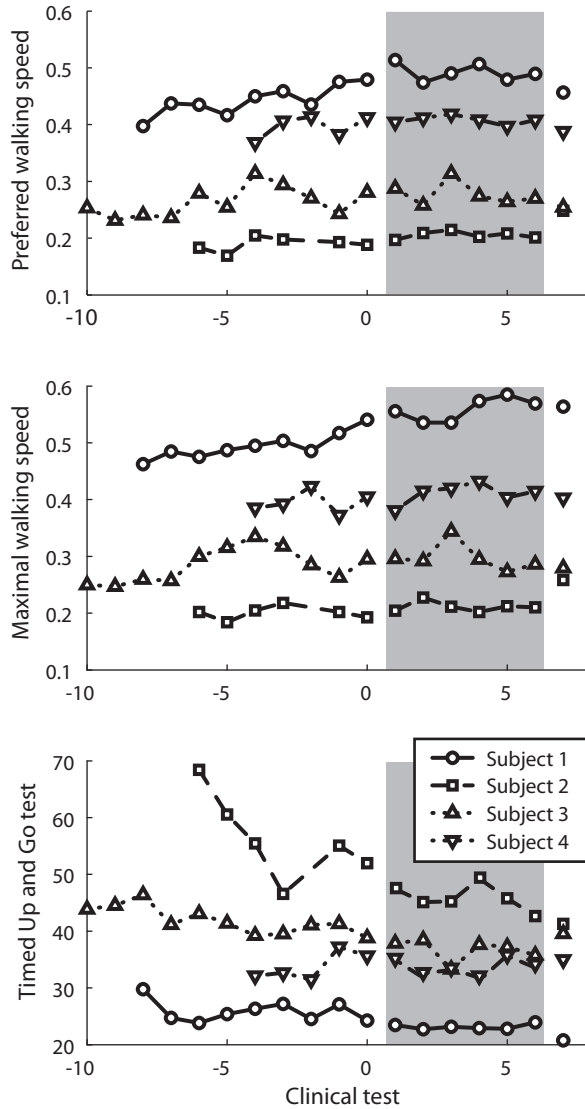 0.6
0.5
0.4
0.3
0.2
0.1
Preferred walking speed
-10 -5 0 5
0.6
0.5
0.4
0.3
0.2
0.1
Maximal walking speed
-10 -5 0 5
70
60
50
40
30
20
Timed Up and Go test
Subject 1
Subject 2
Subject 3
Subject 4
-10 -5 0 5
Clinical test